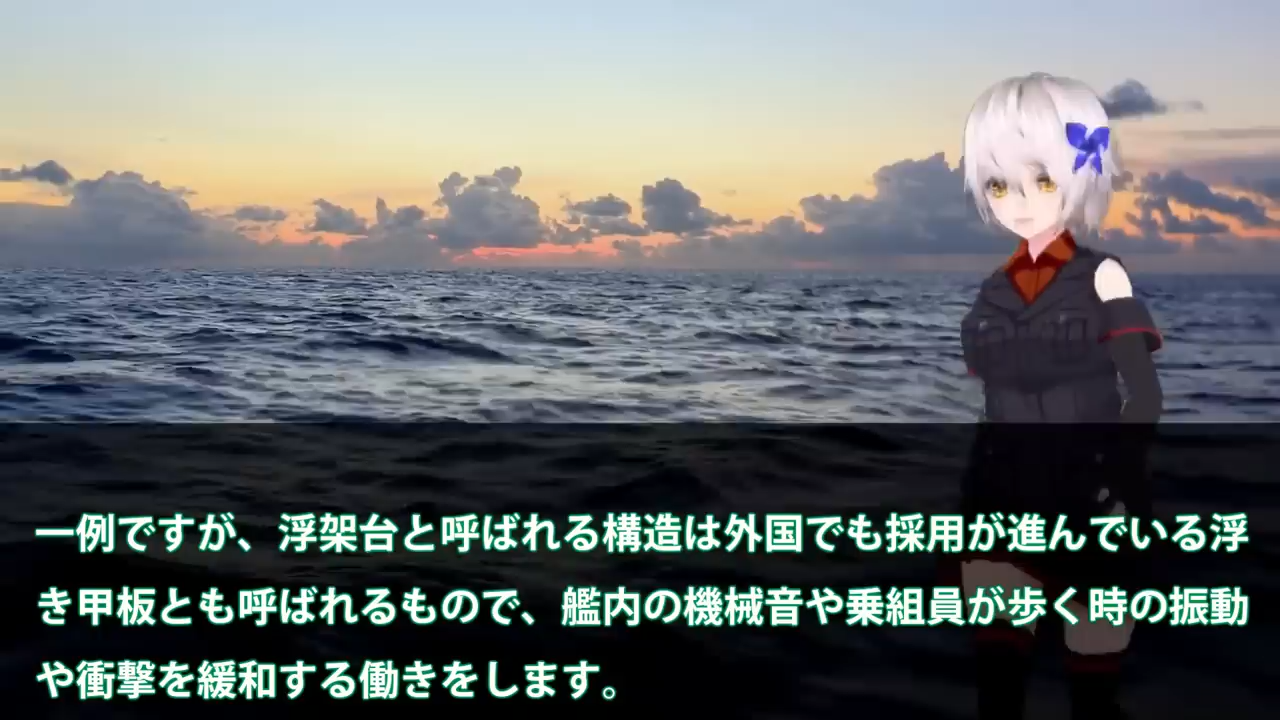 一例ですが、浮架台と呼ばれる構造は外国でも採用が進んでいる浮
き甲板とも呼ばれるもので、艦内の機械音や乗組員が歩く時の振動
や衝撃を緩和する働きをします。